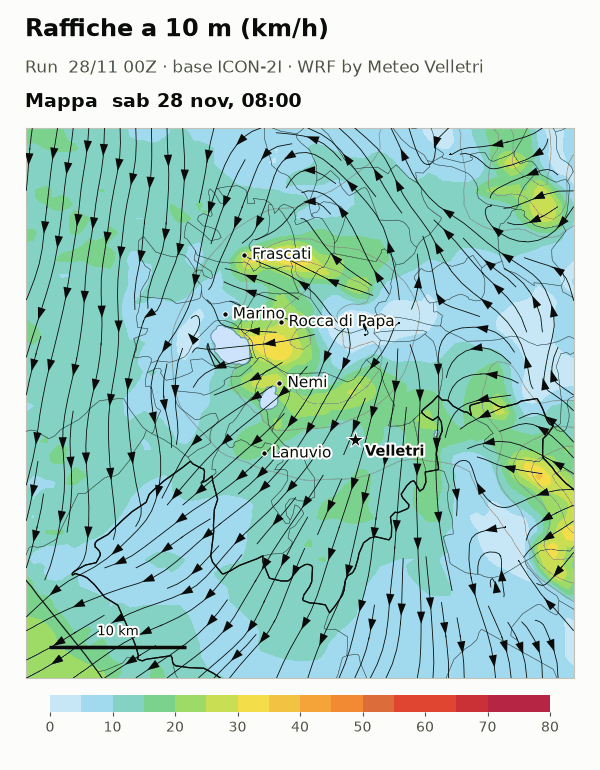 Raffiche a 10 m (km/h)
Run 28/11 00Z · base ICON-2I · WRF by Meteo Velletri
Mappa sab 28 nov, 08:00
Frascati
Marino
Rocca di Papa
Nemi
Velletri
Lanuvio
10 km
0 10 20 30 40 50 60 70 80